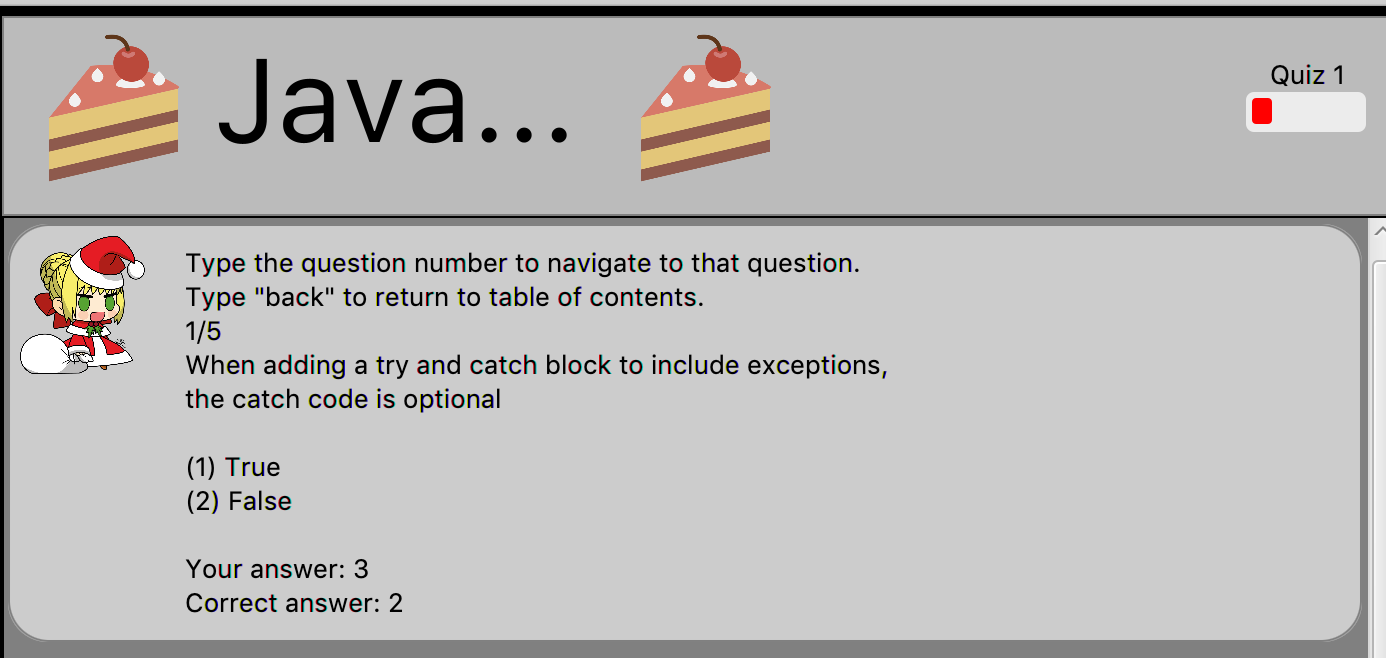 Java...
Quiz 1
Type the question number to navigate to that question.
Type "back" to return to table of contents.
1/5
When adding a try and catch block to include exceptions,
the catch code is optional
(1) True
(2) False
Your answer: 3
Correct answer: 2